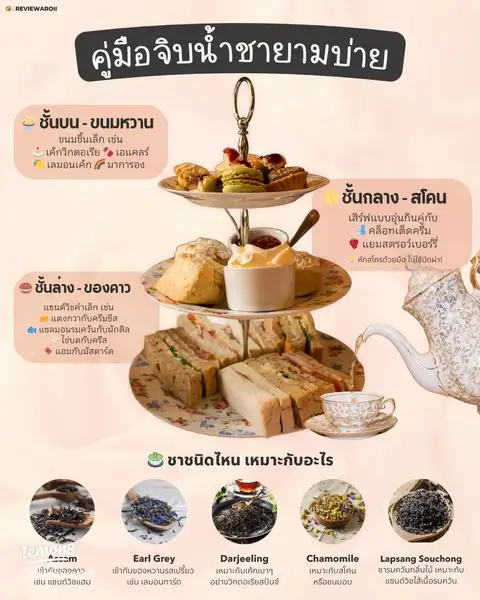 REVIEWAROII
คู่มือจิบน้ำชายามบ่าย
ชั้นบน - ขนมหวาน
ขนมชิ้นเล็ก เช่น
เค้กวิกตอเรีย เอแคลร์
เลมอนเค้ก มาการอง
ชั้นกลาง - สโคน
เสิร์ฟแบบอุ่นกินคู่กับ
คล็อทเต็ดครีม
แยมสตรอว์เบอร์รี่
หักสโครด้วยมือ ไม่ใช้มีดผ่า!
ชั้นล่าง - ของคาว
แซนด์วิชคำเล็ก เช่น
แตงกวากับครีมชีส
แซลมอนรมควันกับผักดิล
ไข่บดกับครีส
แฮมกับมัสตาร์ด
ชาชนิดไหน เหมาะกับอะไร
Assam
เข้ากับของคาว
เช่น แซนด์วิชแฮม
Earl Grey
เข้ากับของหวานรสเปรี้ยว
เช่น เลมอนทาร์ต
Darjeeling
เหมาะกับเค้กเบาๆ
อย่างวิกตอเรียสปันจ์
Chamomile
เหมาะกับสโคน
หรือขนมอบ
Lapsang Souchong
ชารมควันกลิ่นไม้ เหมาะกับ
แซนด์วิชไส้เนื้อรมควัน
lemon8